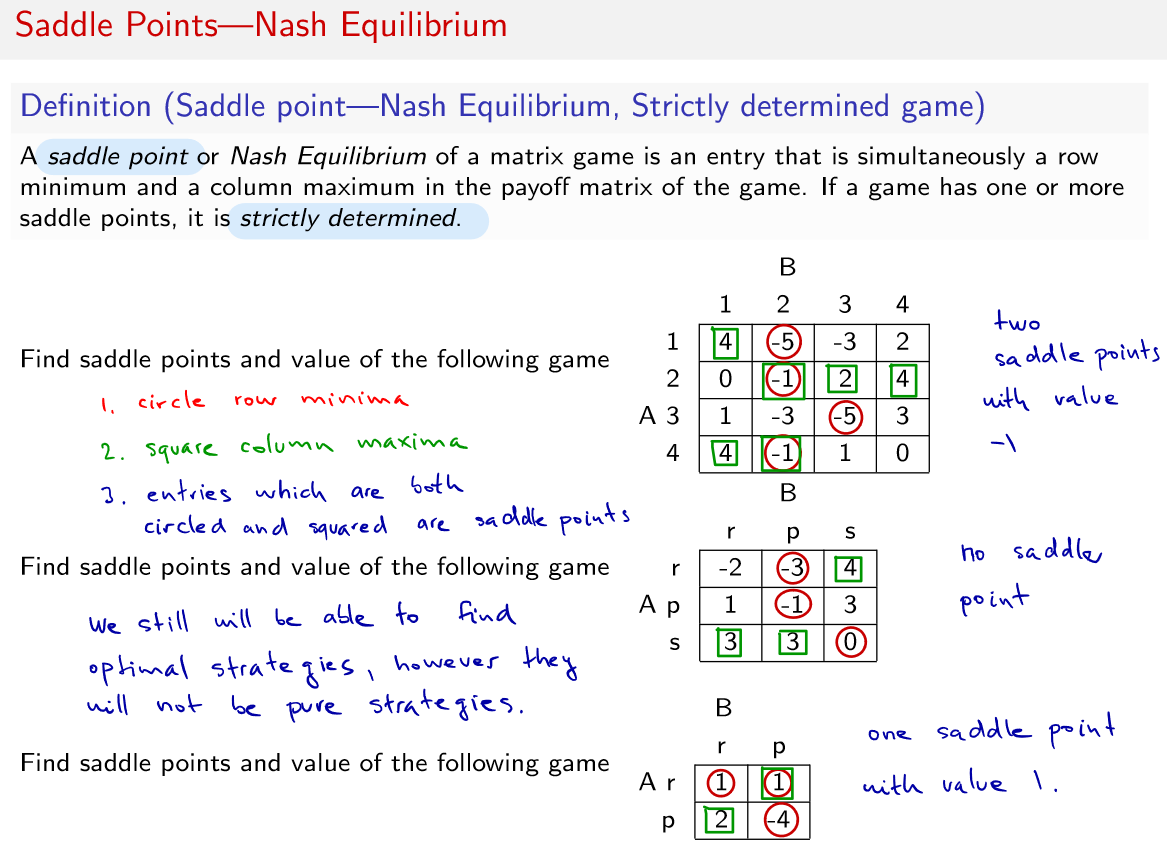 Saddle Points—Nash Equilibrium
Definition (Saddle point—Nash Equilibrium, Strictly determined game)
A saddle point or Nash Equilibrium of a matrix game is an entry that is simultaneously a row
minimum and a column maximum in the payoff matrix of the game. If a game has one or more
saddle points, it is strictly determined.
Find saddle points and value of the following game
1. circle row minima
2. square column maxima
3. entries which are both
circled and squared are saddle points
B
1 2 3 4
1 4 -5 -3 2
2 0 -1 2 4
A 3 1 -3 -5 3
4 4 -1 1 0
two
saddle points
with value
-1
Find saddle points and value of the following game
We still will be able to find
optimal strategies, however they
will not be pure strategies.
B
r p s
r -2 -3 4
A p 1 -1 3
s 3 3 0
no saddle
point
Find saddle points and value of the following game
B
r p
A r 1 1
p 2 -4
one saddle point
with value 1.